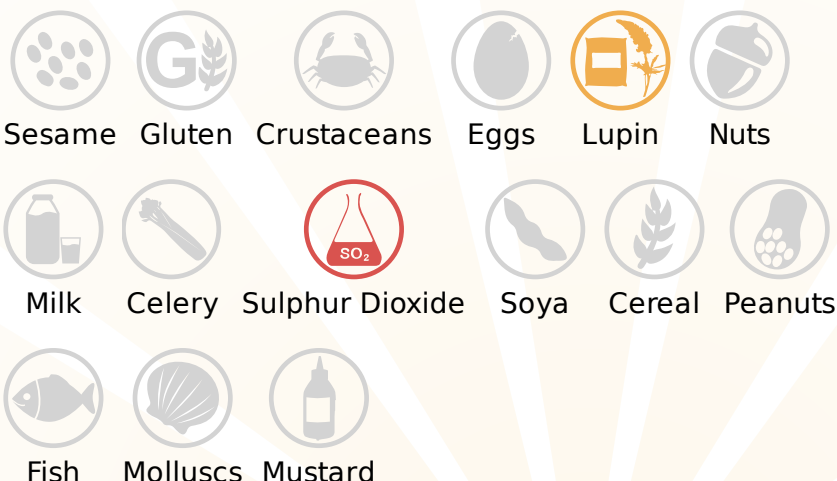 G
Sesame Gluten Crustaceans Eggs Lupin Nuts
SO₂
Milk Celery Sulphur Dioxide Soya Cereal Peanuts
Fish Molluscs Mustard